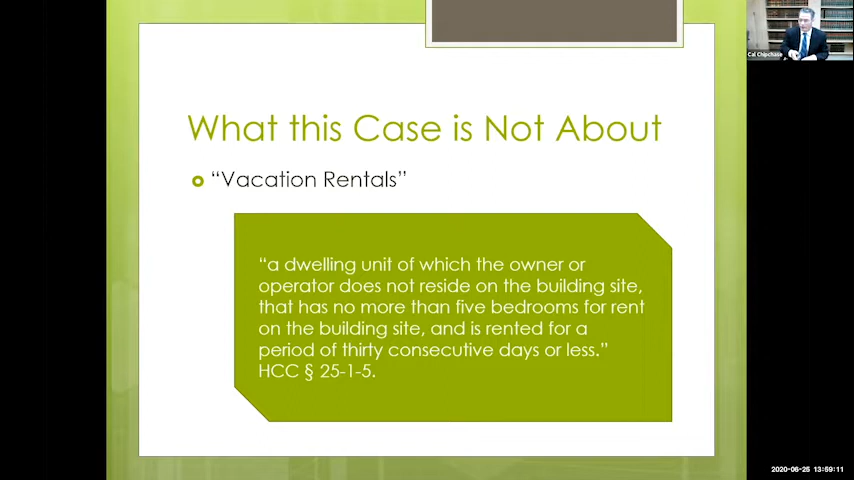 Cal Chipchase
What this Case is Not About
“Vacation Rentals”
“a dwelling unit of which the owner or
operator does not reside on the building site,
that has no more than five bedrooms for rent
on the building site, and is rented for a
period of thirty consecutive days or less.”
HCC § 25-1-5.
2020-06-25 13:59:11